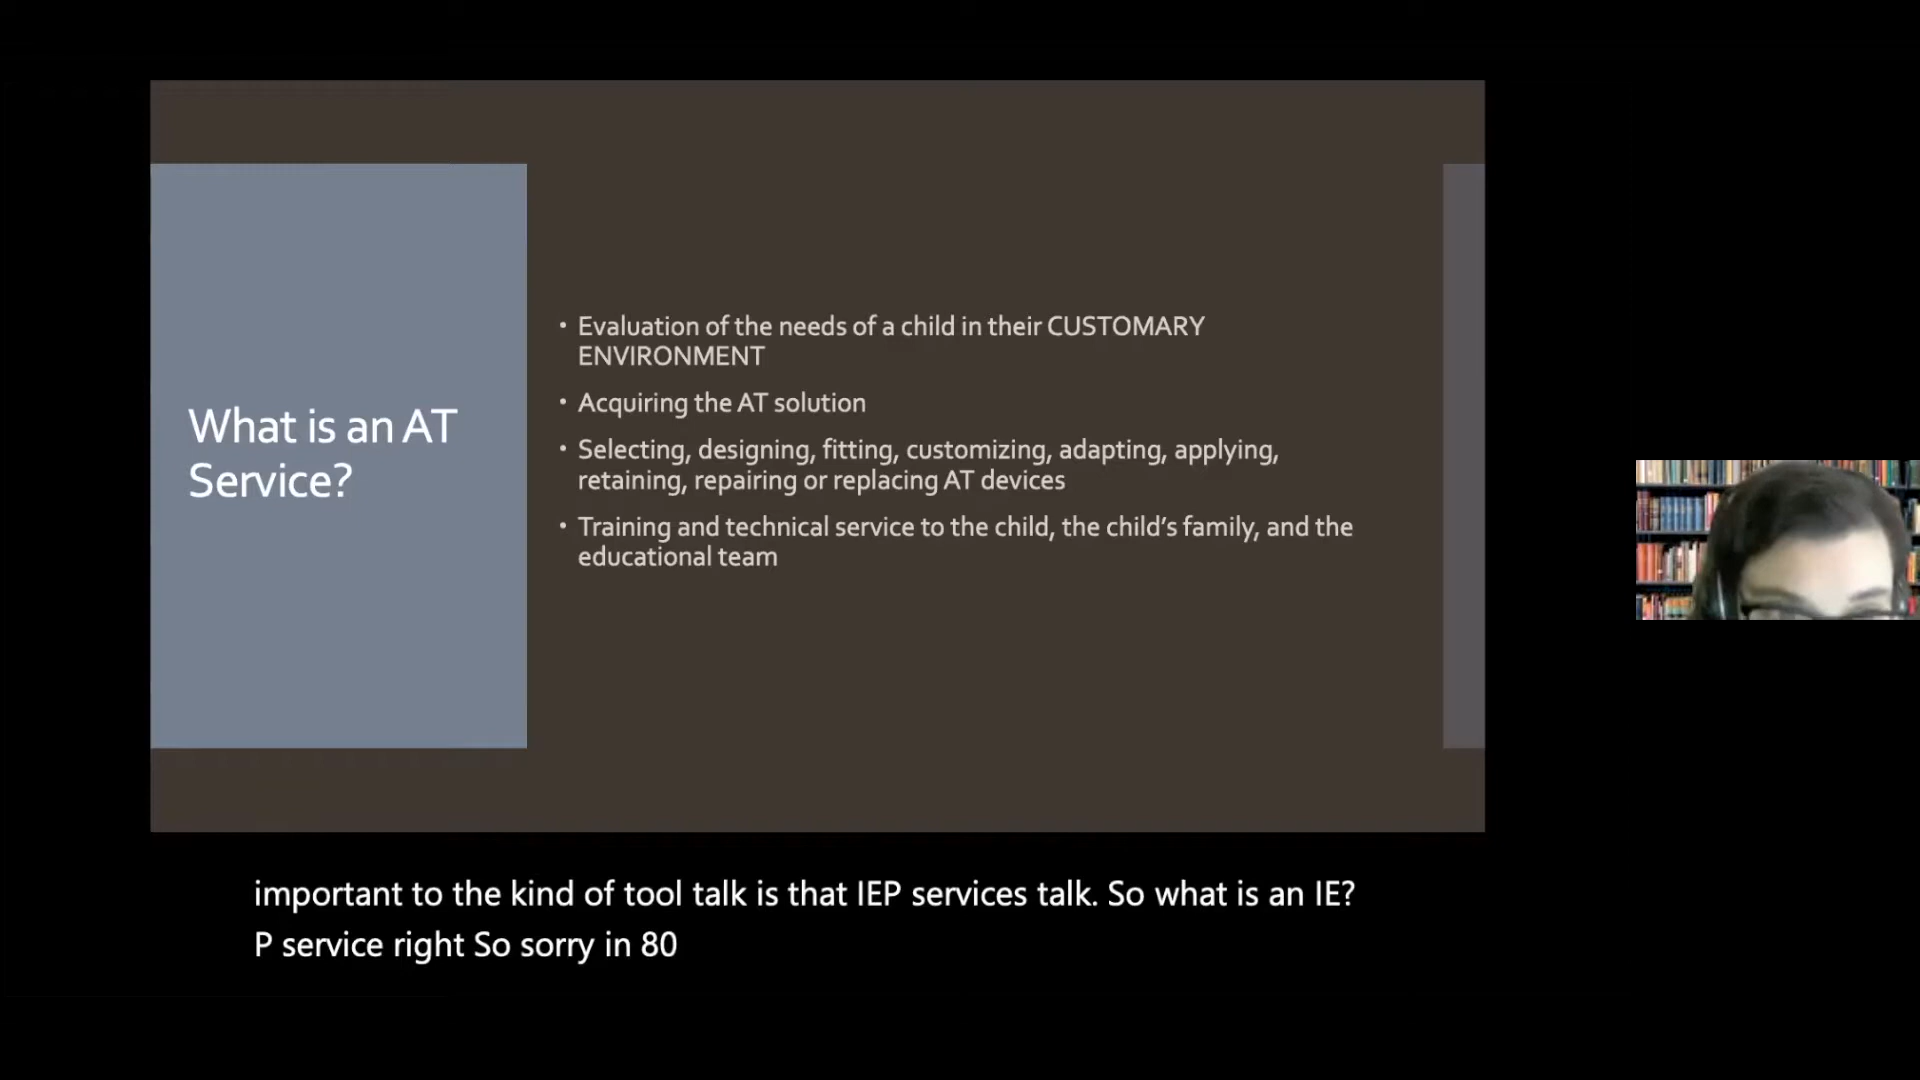 What is an AT
Service?
• Evaluation of the needs of a child in their CUSTOMARY
ENVIRONMENT
• Acquiring the AT solution
• Selecting, designing, fitting, customizing, adapting, applying,
retaining, repairing or replacing AT devices
• Training and technical service to the child, the child's family, and the
educational team
important to the kind of tool talk is that IEP services talk. So what is an IE?
P service right So sorry in 80